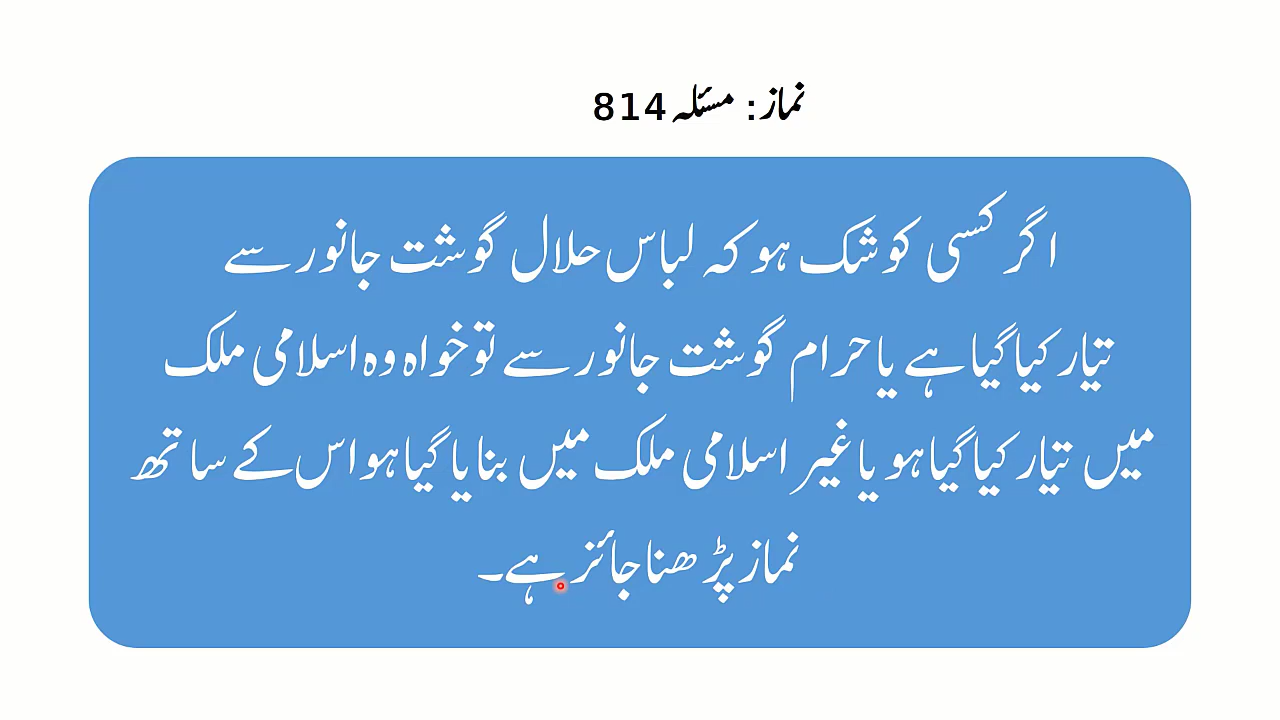 نماز: مسئلہ 814
اگر کسی کو شک ہو کہ لباس حلال گوشت جانور سے
تیار کیا گیا ہے یا حرام گوشت جانور سے تو خواہ وہ اسلامی ملک
میں تیار کیا گیا ہو یا غیر اسلامی ملک میں بنایا گیا ہو اس کے ساتھ
نماز پڑھنا جائز ہے۔